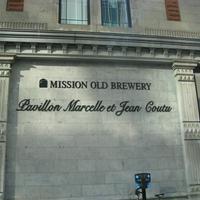 MISSION OLD BREWERY
Pavillon Marcelle et Jean Coutu